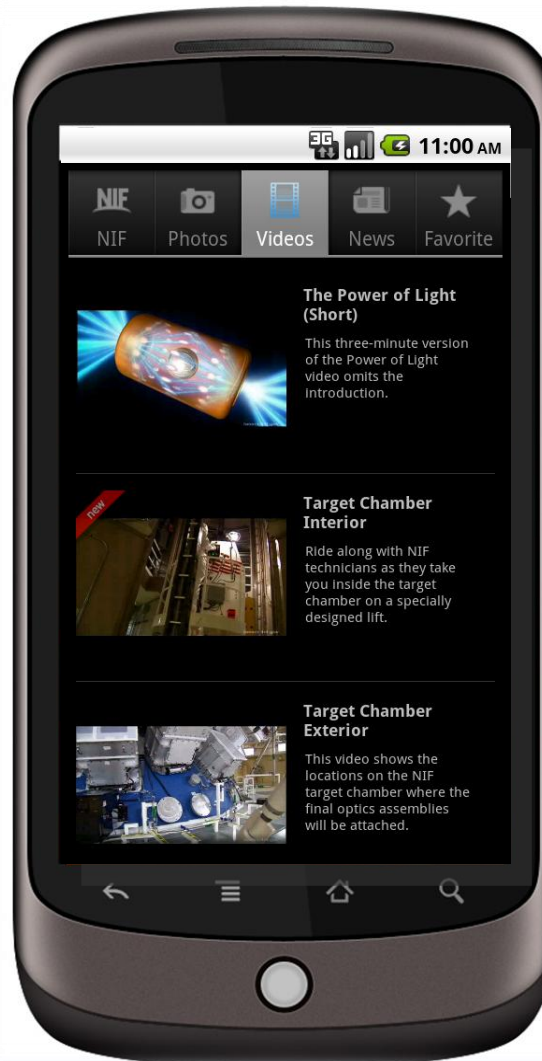 3G 11:00 AM
NIF
NIF Photos Videos News Favorite
The Power of Light
(Short)
This three-minute version
of the Power of Light
video omits the
introduction.
new
Target Chamber
Interior
Ride along with NIF
technicians as they take
you inside the target
chamber on a specially
designed lift.
Target Chamber
Exterior
This video shows the
locations on the NIF
target chamber where the
final optics assemblies
will be attached.